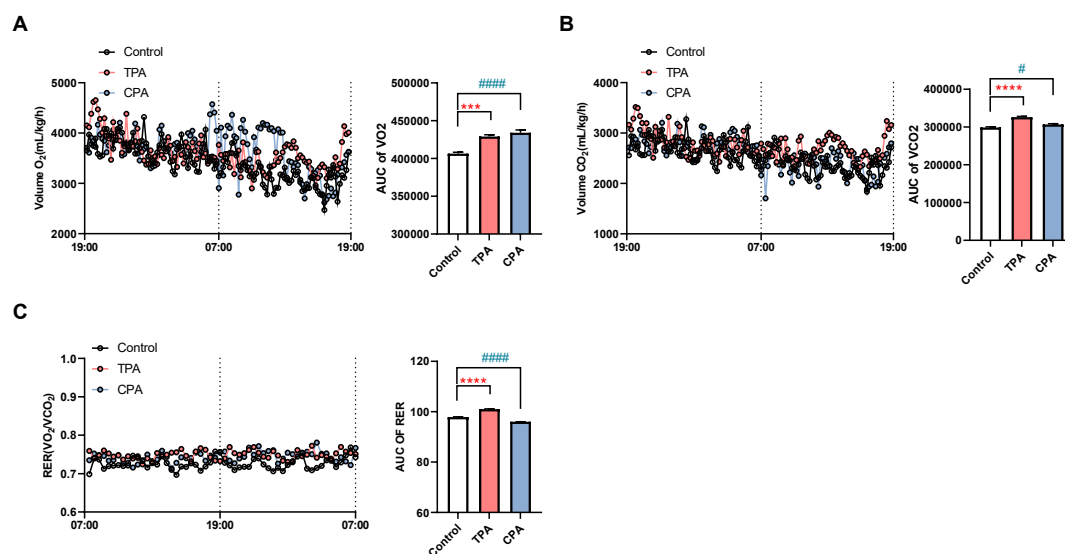 A
Control
TPA
CPA
Volume O2(mL/kg/h)
5000
4000
3000
2000
19:00
07:00
19:00
AUC of VO2
500000
450000
400000
350000
300000
####
***
Control
TPA
CPA
B
Control
TPA
CPA
Volume CO2(mL/kg/h)
4000
3000
2000
1000
19:00
07:00
19:00
AUC of VCO2
400000
300000
200000
100000
0
#
****
Control
TPA
CPA
C
Control
TPA
CPA
RER(VO2/VCO2)
1.0
0.9
0.8
0.7
0.6
07:00
19:00
07:00
AUC OF RER
120
100
80
60
####
****
Control
TPA
CPA